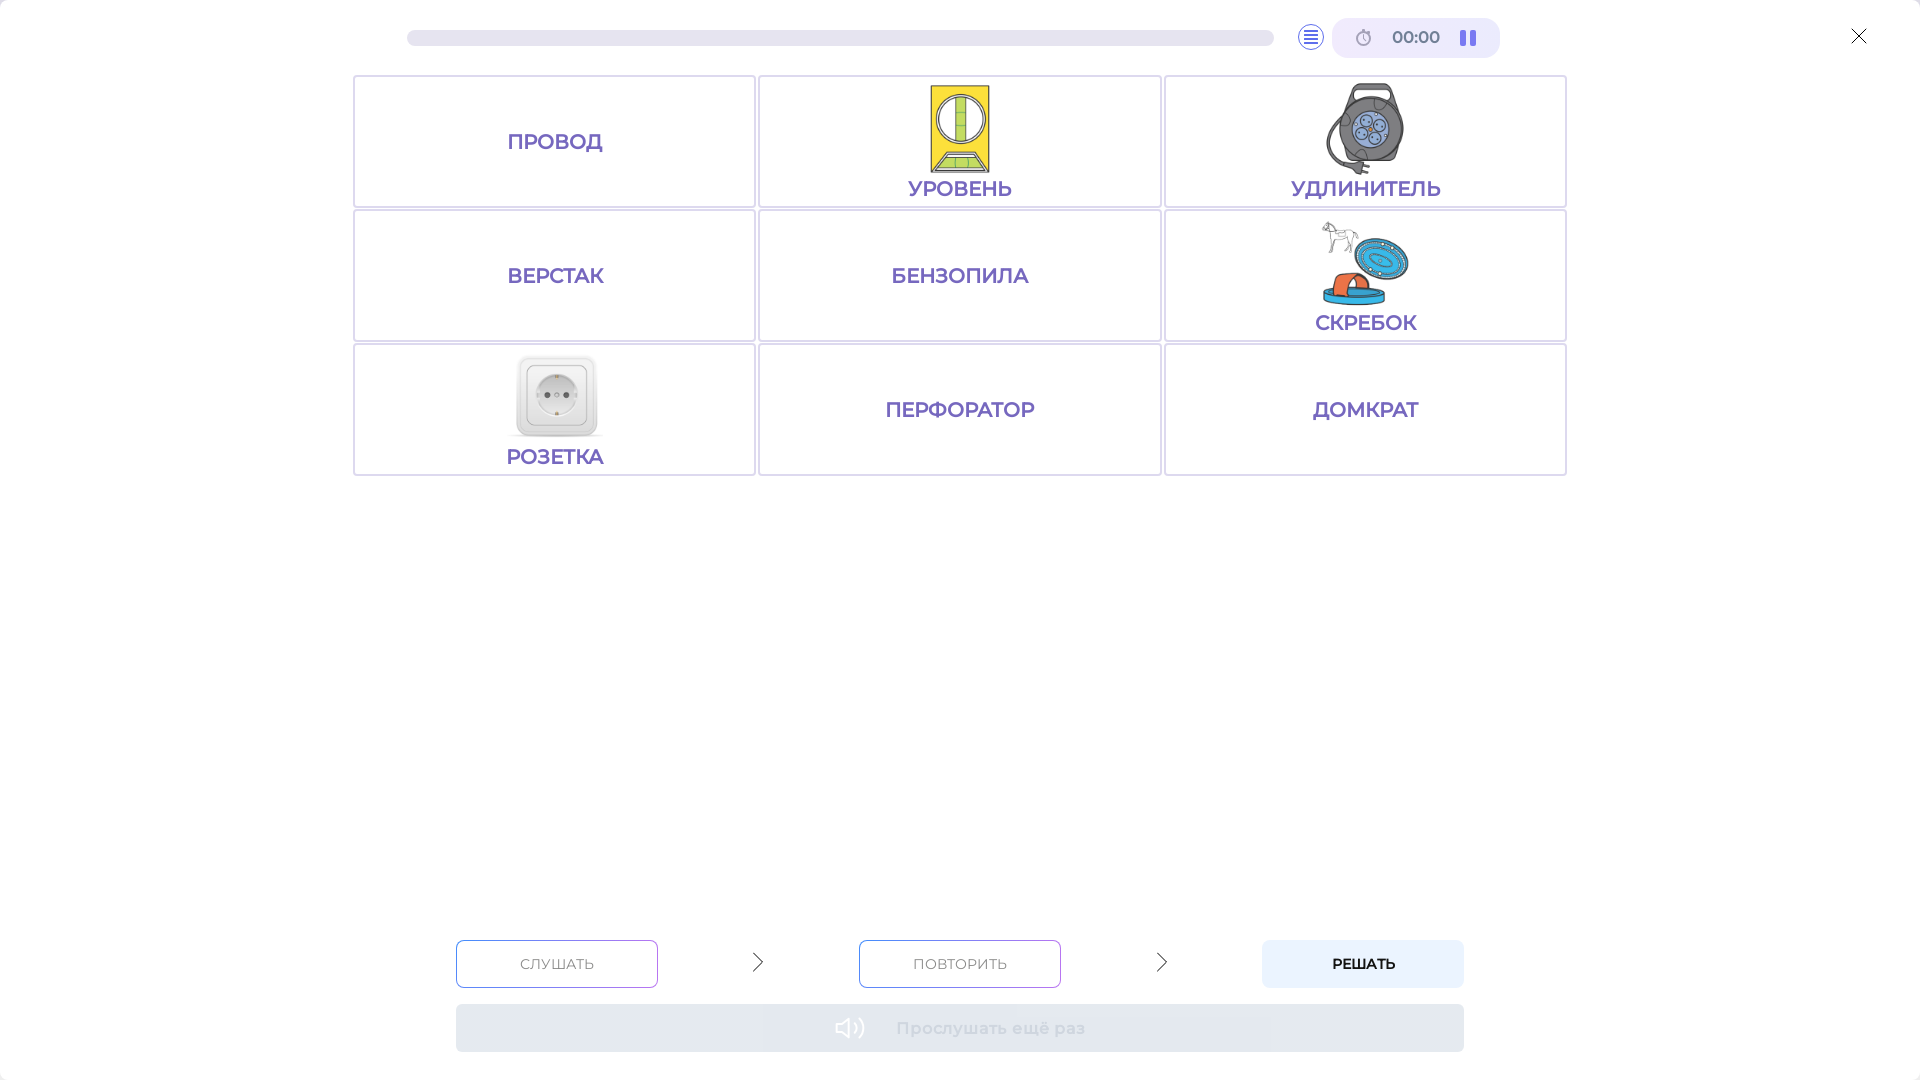 00:00
ПРОВОД
УРОВЕНЬ
УДЛИНИТЕЛЬ
ВЕРСТАК
БЕНЗОПИЛА
СКРЕБОК
РОЗЕТКА
ПЕРФОРАТОР
ДОМКРАТ
СЛУШАТЬ
ПОВТОРИТЬ
РЕШАТЬ
Прослушать ещё раз